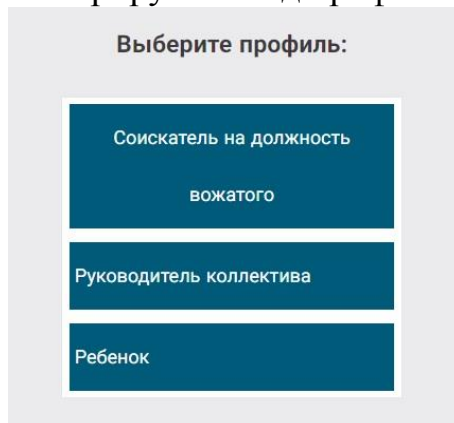 Выберите профиль:
Соискатель на должность
вожатого
Руководитель коллектива
Ребенок